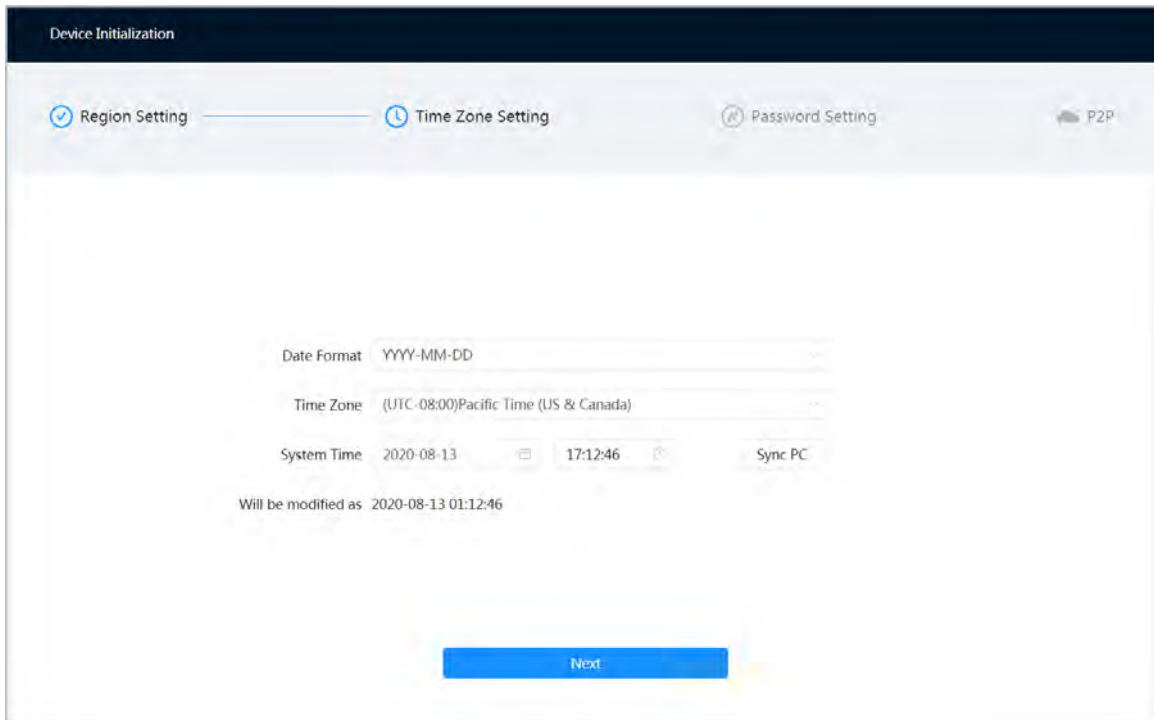 Device Initialization
Region Setting Time Zone Setting Password Setting P2P
Date Format YYYY-MM-DD
Time Zone (UTC-08:00)Pacific Time (US & Canada)
System Time 2020-08-13 17:12:46 Sync PC
Will be modified as 2020-08-13 01:12:46
Next